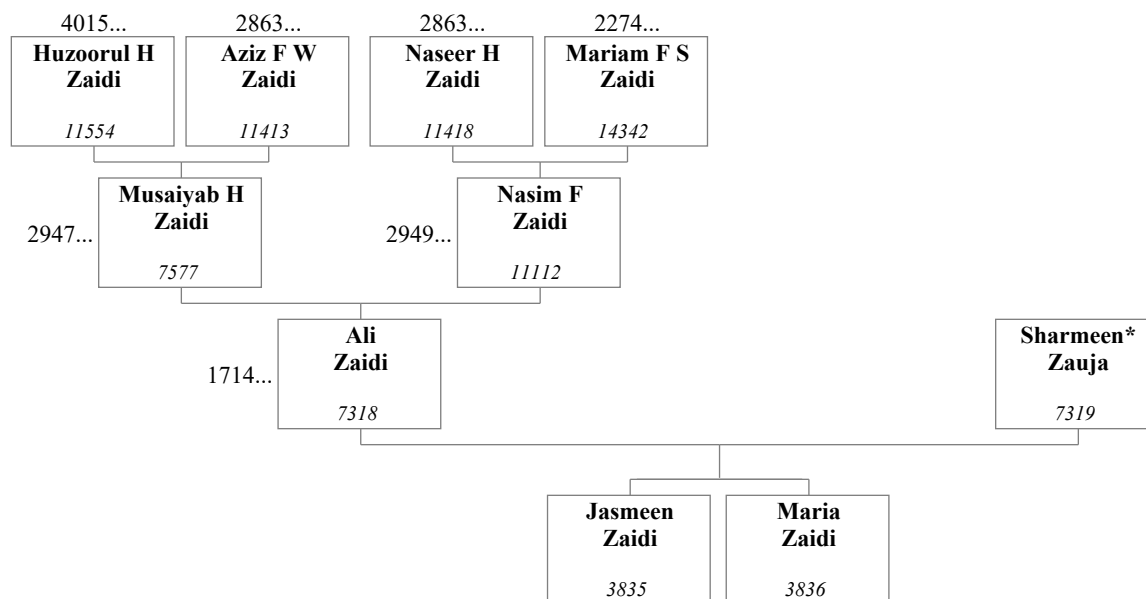 4015...
2863...
2863...
2274...
Huzoorul H
Zaidi
11554
Aziz F W
Zaidi
11413
Naseer H
Zaidi
11418
Mariam F S
Zaidi
14342
2947...
Musaiyab H
Zaidi
7577
2949...
Nasim F
Zaidi
11112
1714...
Ali
Zaidi
7318
Sharmeen*
Zauja
7319
Jasmeen
Zaidi
3835
Maria
Zaidi
3836